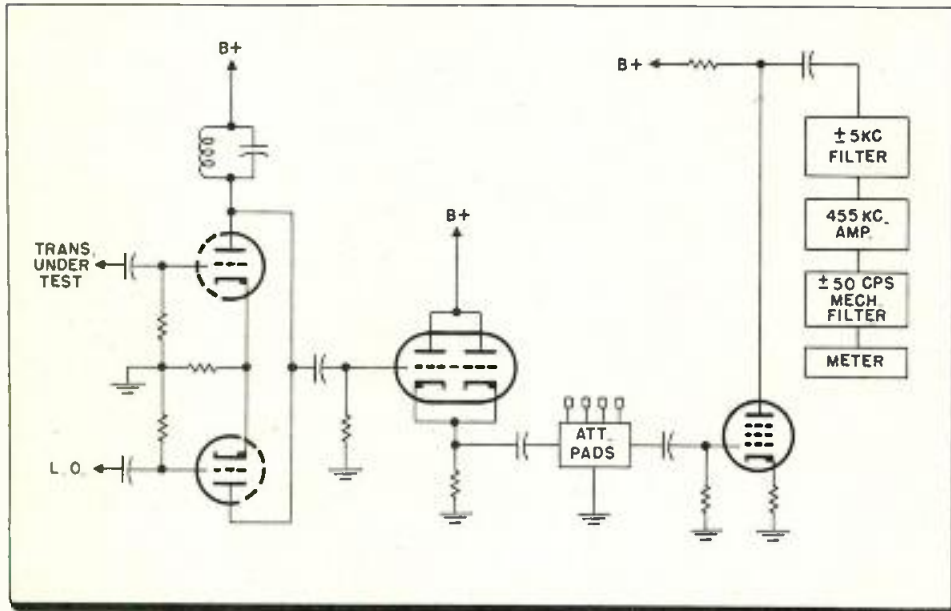 B+
B+
B+
TRANS.
UNDER
TEST
L.O.
ATT.
PADS
±5KC
FILTER
455 KC
AMP.
±50 CPS
MECH
FILTER
METER